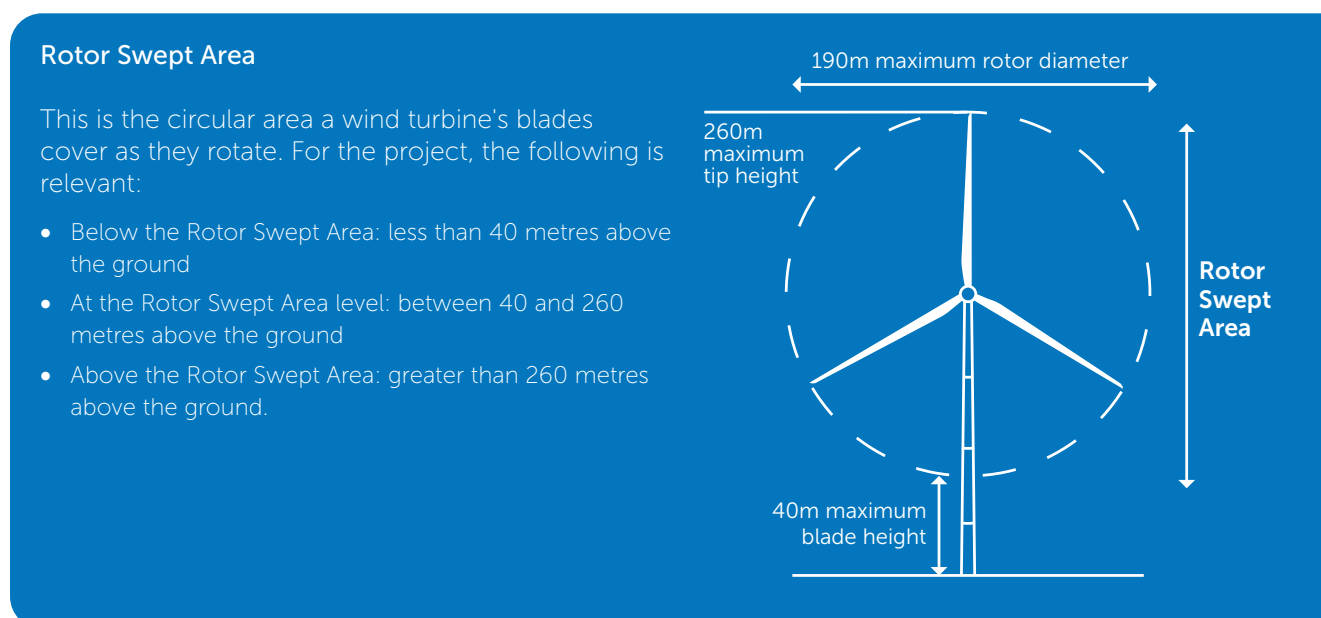 Rotor Swept Area
This is the circular area a wind turbine's blades
cover as they rotate. For the project, the following is
relevant:
• Below the Rotor Swept Area: less than 40 metres above
the ground
• At the Rotor Swept Area level: between 40 and 260
metres above the ground
• Above the Rotor Swept Area: greater than 260 metres
above the ground.
190m maximum rotor diameter
260m
maximum
tip height
Rotor
Swept
Area
40m maximum
blade height